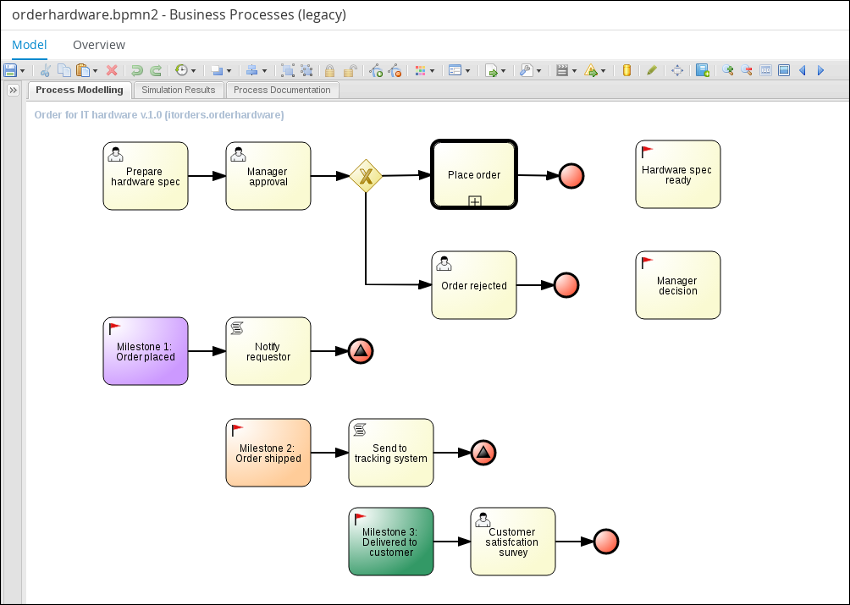 orderhardware.bpmn2 - Business Processes (legacy)
Model Overview
Process Modelling Simulation Results Process Documentation
Order for IT hardware v.1.0 (itorders.orderhardware)
Prepare
hardware spec
Manager
approval
Place order
Hardware spec
ready
Order rejected
Manager
decision
Milestone 1:
Order placed
Notify
requestor
Milestone 2:
Order shipped
Send to
tracking system
Milestone 3:
Delivered to
customer
Customer
satisfcation
survey